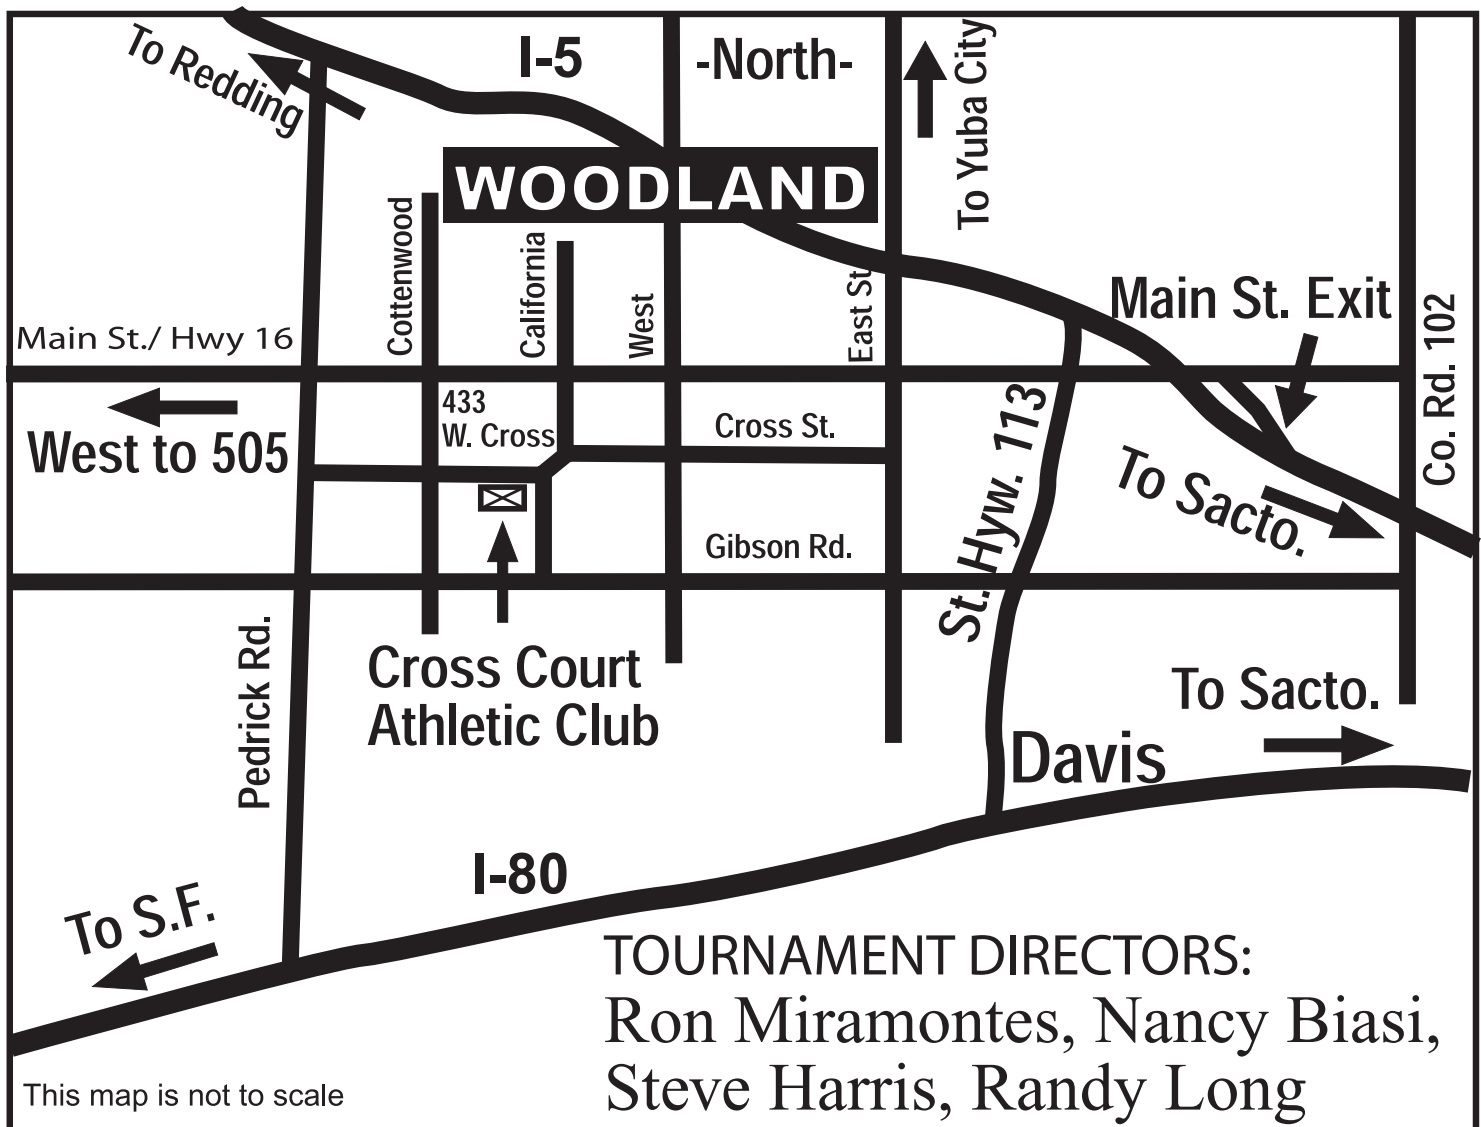 To Redding
I-5
-North-
To Yuba City
WOODLAND
Cottenwood
California
West
East St
Main St. Exit
Main St./ Hwy 16
Co. Rd. 102
433
W. Cross
Cross St.
West to 505
St. Hyw. 113
To Sacto.
Gibson Rd.
Pedrick Rd.
Cross Court
Athletic Club
To Sacto.
Davis
I-80
To S.F.
TOURNAMENT DIRECTORS:
Ron Miramontes, Nancy Biasi,
Steve Harris, Randy Long
This map is not to scale